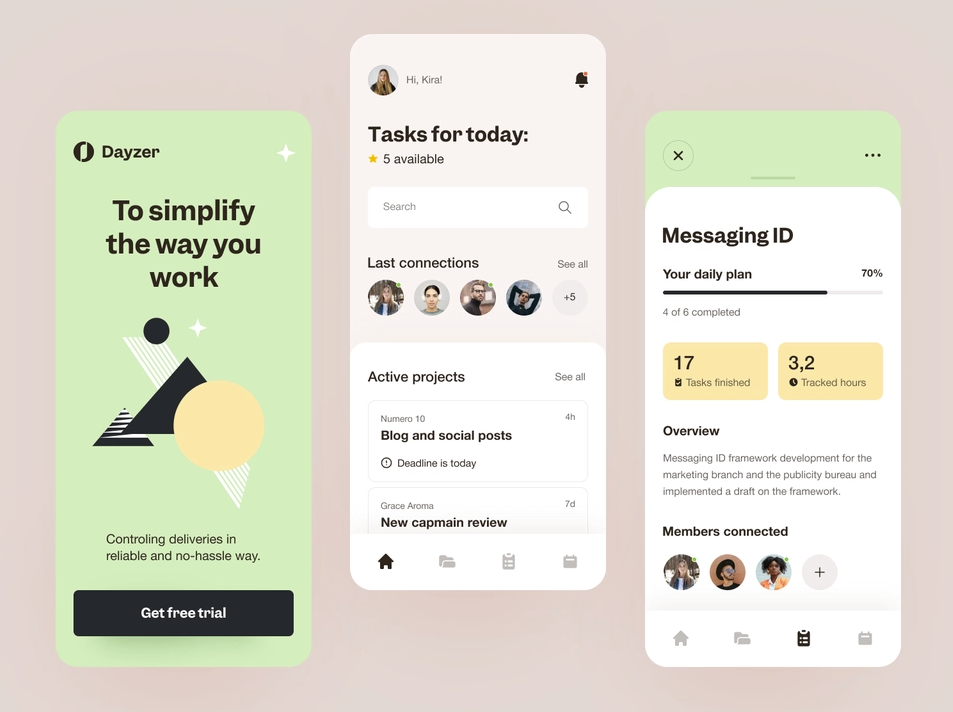 Dayzer
To simplify
the way you
work
Controling deliveries in
reliable and no-hassle way.
Get free trial
Hi, Kira!
Tasks for today:
5 available
Search
Last connections
See all
+5
Active projects
See all
Numero 10
4h
Blog and social posts
Deadline is today
Grace Aroma
7d
New capmain review
Messaging ID
Your daily plan
70%
4 of 6 completed
17
Tasks finished
3,2
Tracked hours
Overview
Messaging ID framework development for the
marketing branch and the publicity bureau and
implemented a draft on the framework.
Members connected